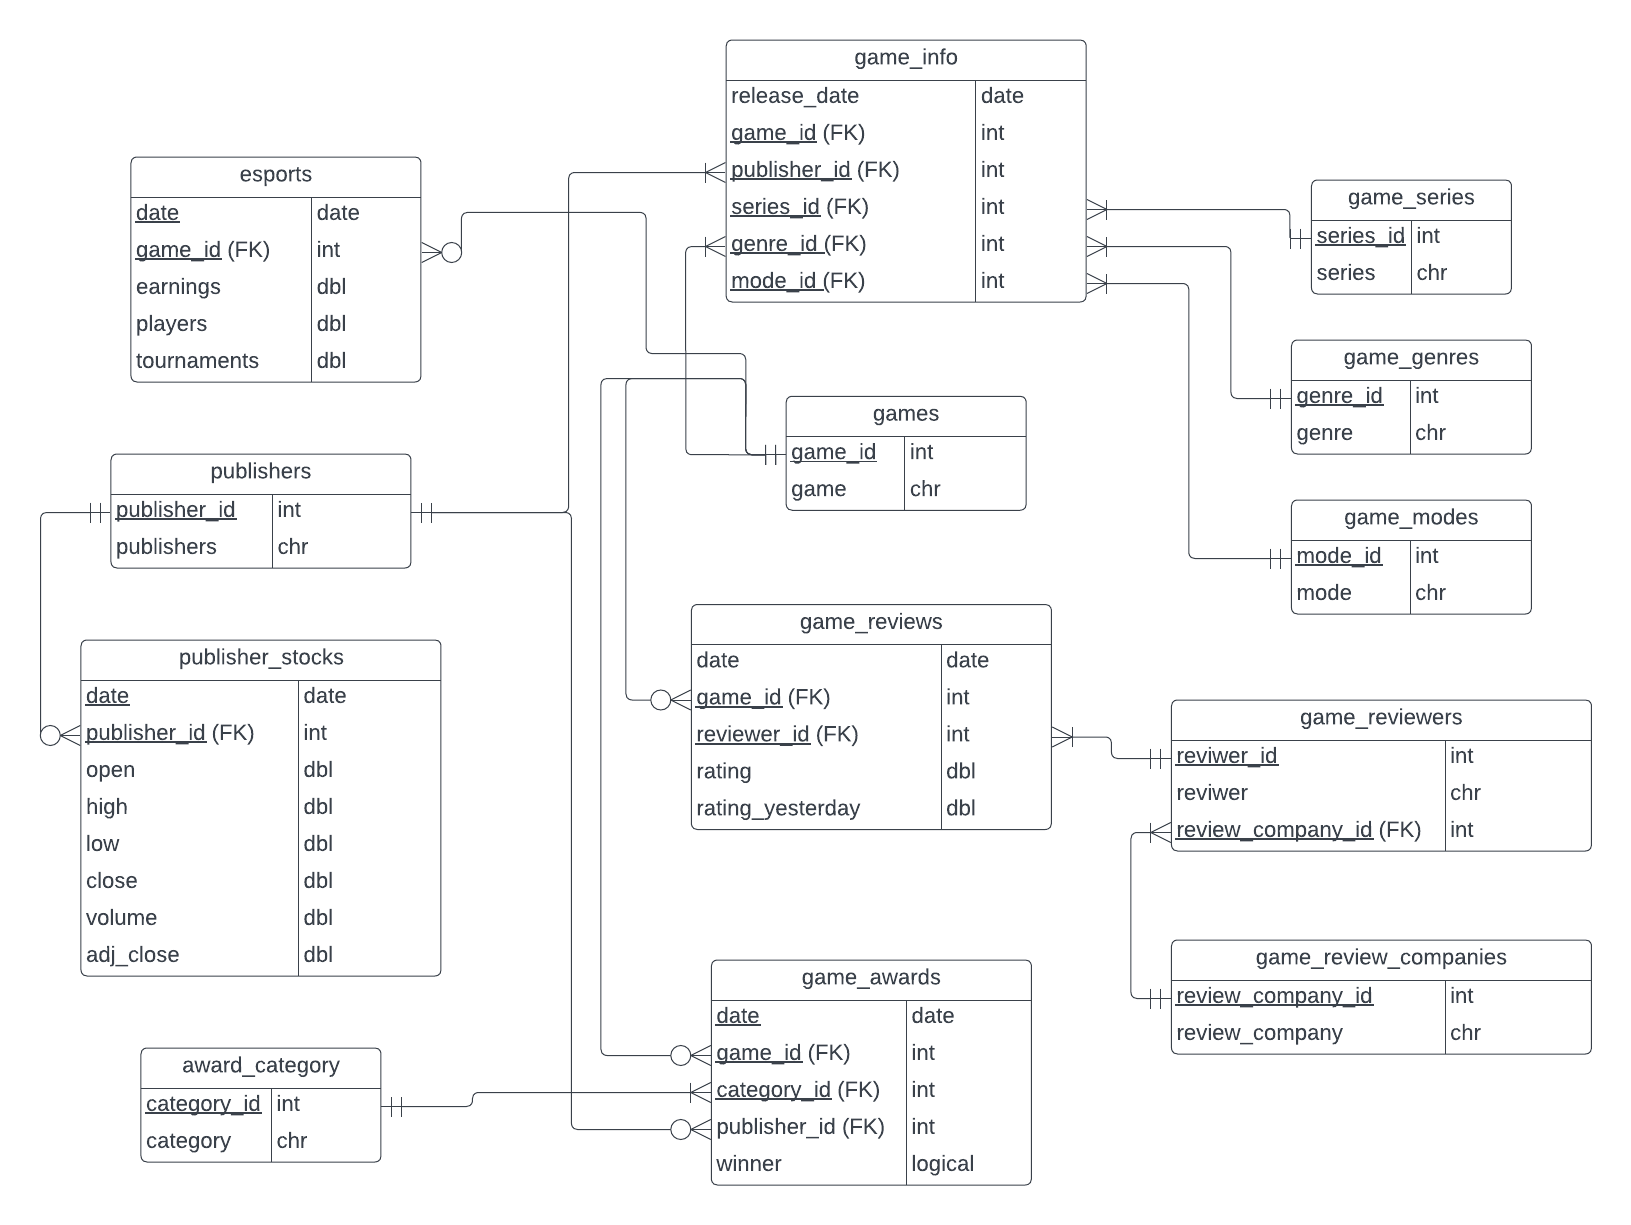 game_info
release_date date
game_id (FK) int
publisher_id (FK) int
series_id (FK) int
genre_id (FK) int
mode_id (FK) int
esports
date date
game_id (FK) int
earnings dbl
players dbl
tournaments dbl
game_series
series_id int
series chr
game_genres
genre_id int
genre chr
games
game_id int
game chr
publishers
publisher_id int
publishers chr
game_modes
mode_id int
mode chr
game_reviews
date date
game_id (FK) int
reviewer_id (FK) int
rating dbl
rating_yesterday dbl
publisher_stocks
date date
publisher_id (FK) int
open dbl
high dbl
low dbl
close dbl
volume dbl
adj_close dbl
game_reviewers
reviwer_id int
reviwer chr
review_company_id (FK) int
game_review_companies
review_company_id int
review_company chr
game_awards
date date
game_id (FK) int
category_id (FK) int
publisher_id (FK) int
winner logical
award_category
category_id int
category chr